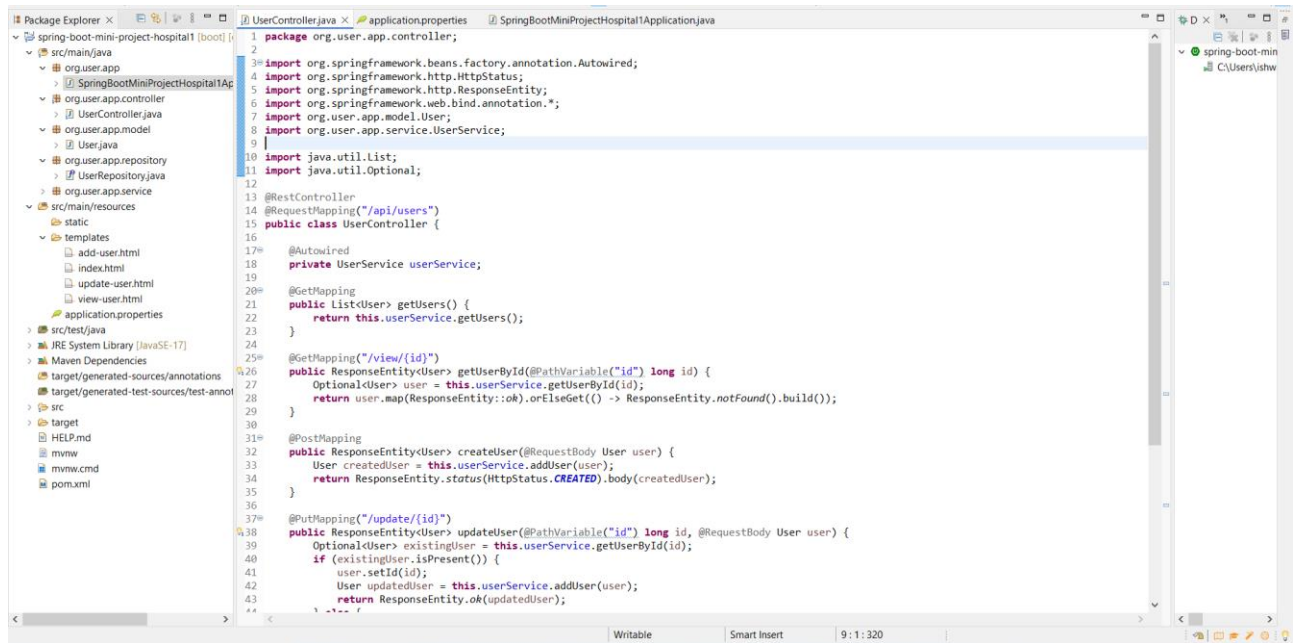 Package Explorer
spring-boot-mini-project-hospital1 [boot]
src/main/java
org.user.app
SpringBootMiniProjectHospital1Ap
org.user.app.controller
UserController.java
org.user.app.model
User.java
org.user.app.repository
UserRepository.java
org.user.app.service
src/main/resources
static
templates
add-user.html
index.html
update-user.html
view-user.html
application.properties
src/test/java
JRE System Library [JavaSE-17]
Maven Dependencies
target/generated-sources/annotations
target/generated-test-sources/test-annot
src
target
HELP.md
mvnw
mvnw.cmd
pom.xml
UserController.java application.properties SpringBootMiniProjectHospital1Application.java
1 package org.user.app.controller;
2
3 import org.springframework.beans.factory.annotation.Autowired;
4 import org.springframework.http.HttpStatus;
5 import org.springframework.http.ResponseEntity;
6 import org.springframework.web.bind.annotation.*;
7 import org.user.app.model.User;
8 import org.user.app.service.UserService;
9
10 import java.util.List;
11 import java.util.Optional;
12
13 @RestController
14 @RequestMapping("/api/users")
15 public class UserController {
16
17 @Autowired
18 private UserService userService;
19
20 @GetMapping
21 public List<User> getUsers() {
22 return this.userService.getUsers();
23 }
24
25 @GetMapping("/view/{id}")
26 public ResponseEntity<User> getUserById(@PathVariable("id") long id) {
27 Optional<User> user = this.userService.getUserById(id);
28 return user.map(ResponseEntity::ok).orElseGet(() -> ResponseEntity.notFound().build());
29 }
30
31 @PostMapping
32 public ResponseEntity<User> createUser(@RequestBody User user) {
33 User createdUser = this.userService.addUser(user);
34 return ResponseEntity.status(HttpStatus.CREATED).body(createdUser);
35 }
36
37 @PutMapping("/update/{id}")
38 public ResponseEntity<User> updateUser(@PathVariable("id") long id, @RequestBody User user) {
39 Optional<User> existingUser = this.userService.getUserById(id);
40 if (existingUser.isPresent()) {
41 user.setId(id);
42 User updatedUser = this.userService.addUser(user);
43 return ResponseEntity.ok(updatedUser);
D
spring-boot-min
C:\Users\ishw
Writable Smart Insert 9 : 1 : 320